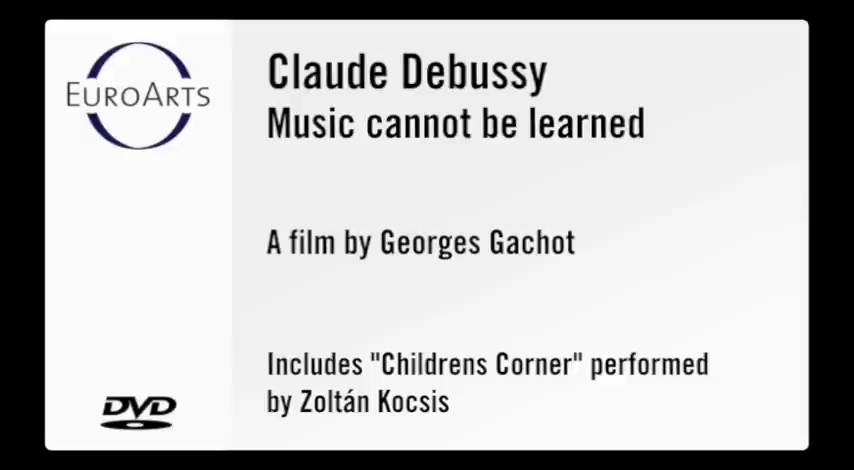 EUROARTS
Claude Debussy
Music cannot be learned
A film by Georges Gachot
Includes "Childrens Corner" performed
by Zoltán Kocsis
DVD